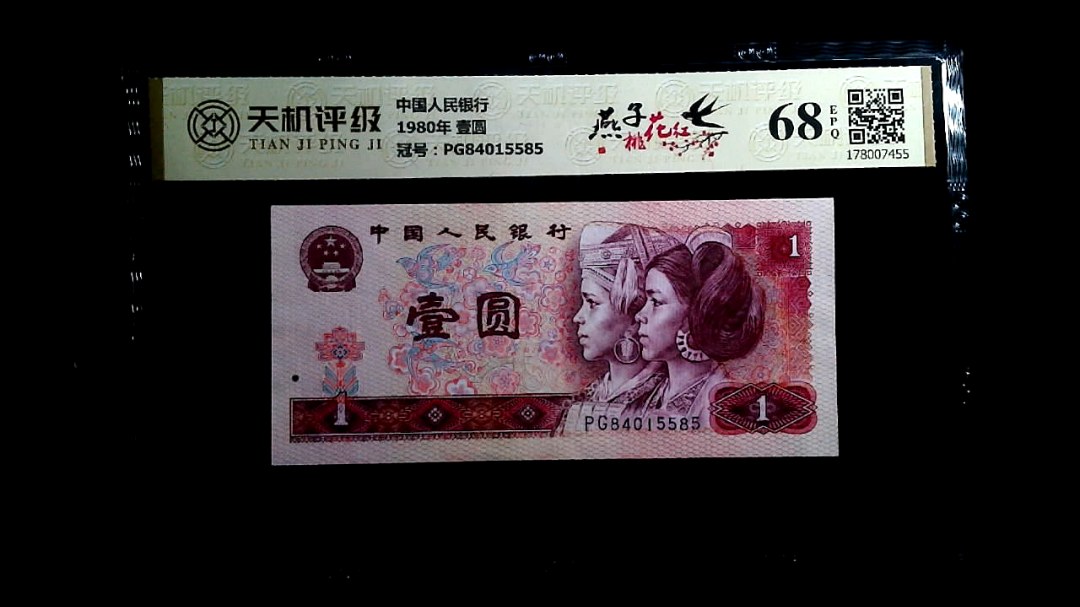 天机评级
TIAN JI PING JI
中国人民银行
1980年 壹圆
冠号：PG84015585
燕子
桃花红
68
EPQ
178007455
中国人民银行
1
壹圆
1
PG84015585
1